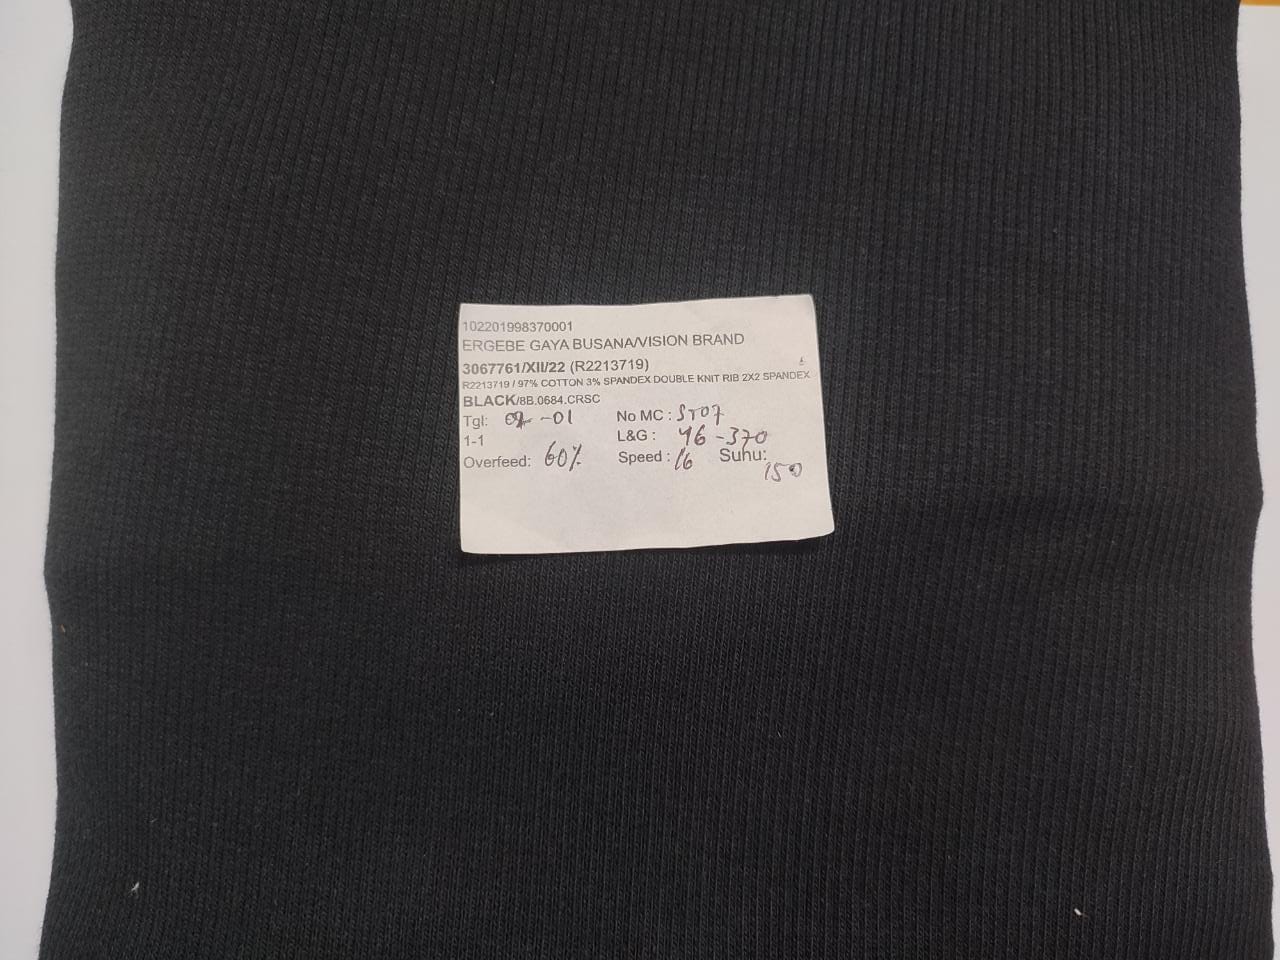 102201998370001
ERGEBE GAYA BUSANA/VISION BRAND
3067761/XII/22 (R2213719)
R2213719 / 97% COTTON 3% SPANDEX DOUBLE KNIT RIB 2X2 SPANDEX
BLACK/8B.0684.CRSC
Tgl: -01 No MC : ST07
1-1 L&G : 46-370
Overfeed: 60% Speed : 16 Suhu: 150